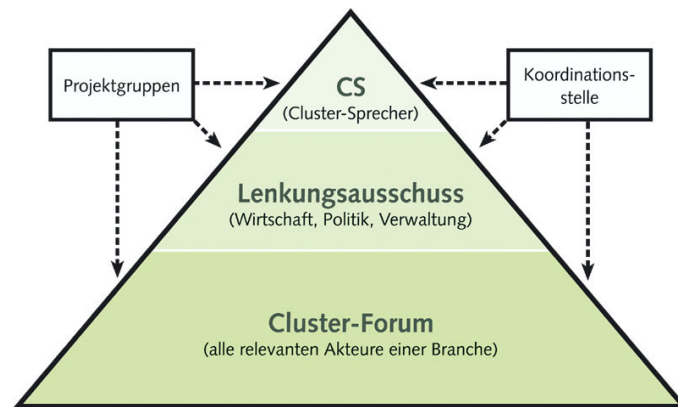 Projektgruppen
Koordinations-
stelle
CS
(Cluster-Sprecher)
Lenkungsausschuss
(Wirtschaft, Politik, Verwaltung)
Cluster-Forum
(alle relevanten Akteure einer Branche)